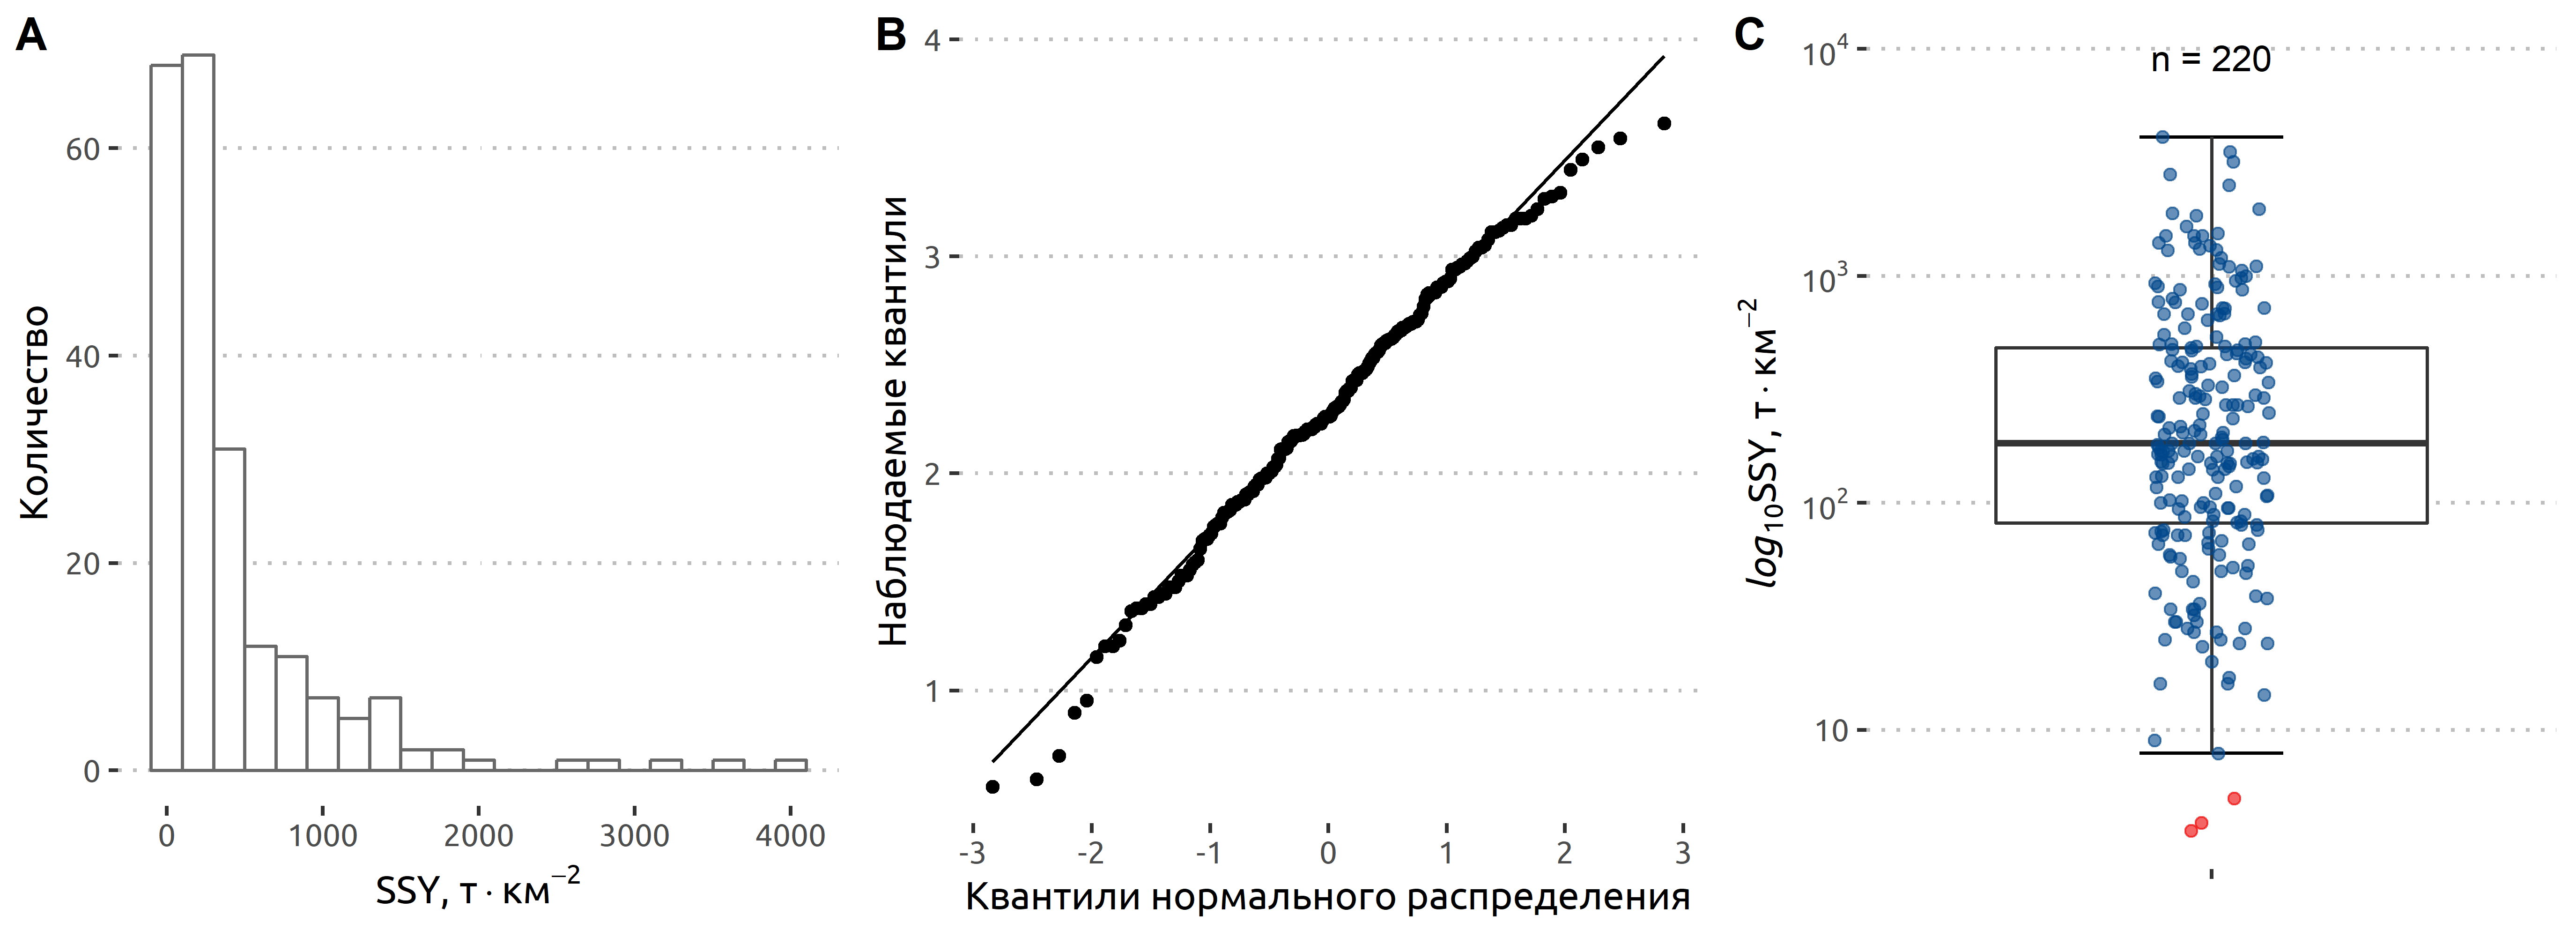 A
Количество
60
40
20
0
0 1000 2000 3000 4000
SSY, т · км⁻²
B
Наблюдаемые квантили
4
3
2
1
-3 -2 -1 0 1 2 3
Квантили нормального распределения
C
log₁₀SSY, т · км⁻²
10⁴
10³
10²
10
n = 220